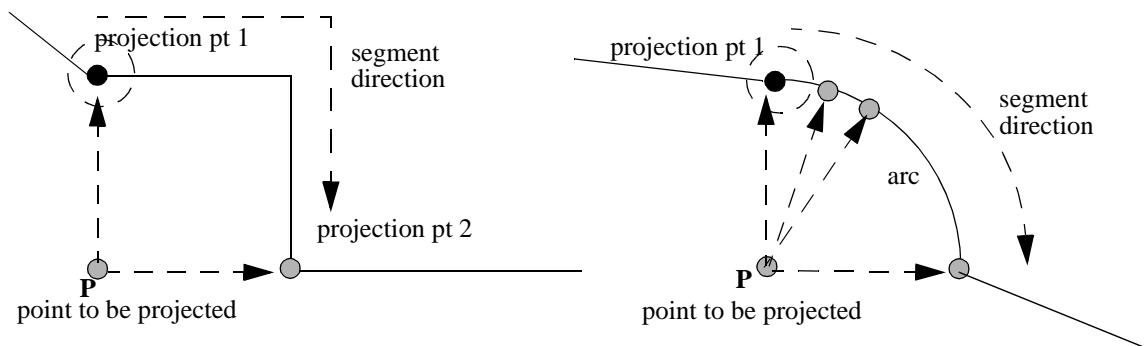 projection pt 1
segment
direction
projection pt 2
P
point to be projected
projection pt 1
segment
direction
arc
P
point to be projected